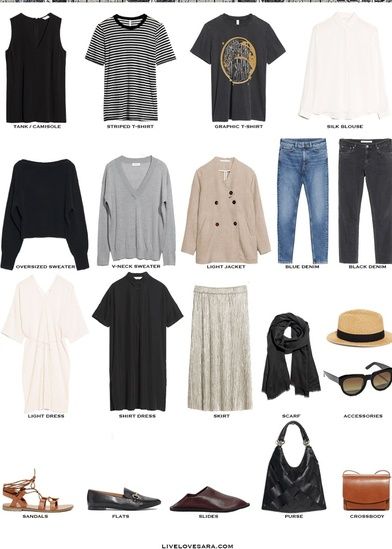 TANK / CAMISOLE
STRIPED T-SHIRT
GRAPHIC T-SHIRT
SILK BLOUSE
OVERSIZED SWEATER
V-NECK SWEATER
LIGHT JACKET
BLUE DENIM
BLACK DENIM
LIGHT DRESS
SHIRT DRESS
SKIRT
SCARF
ACCESSORIES
SANDALS
FLATS
SLIDES
PURSE
CROSSBODY
LIVELOVESARA.COM